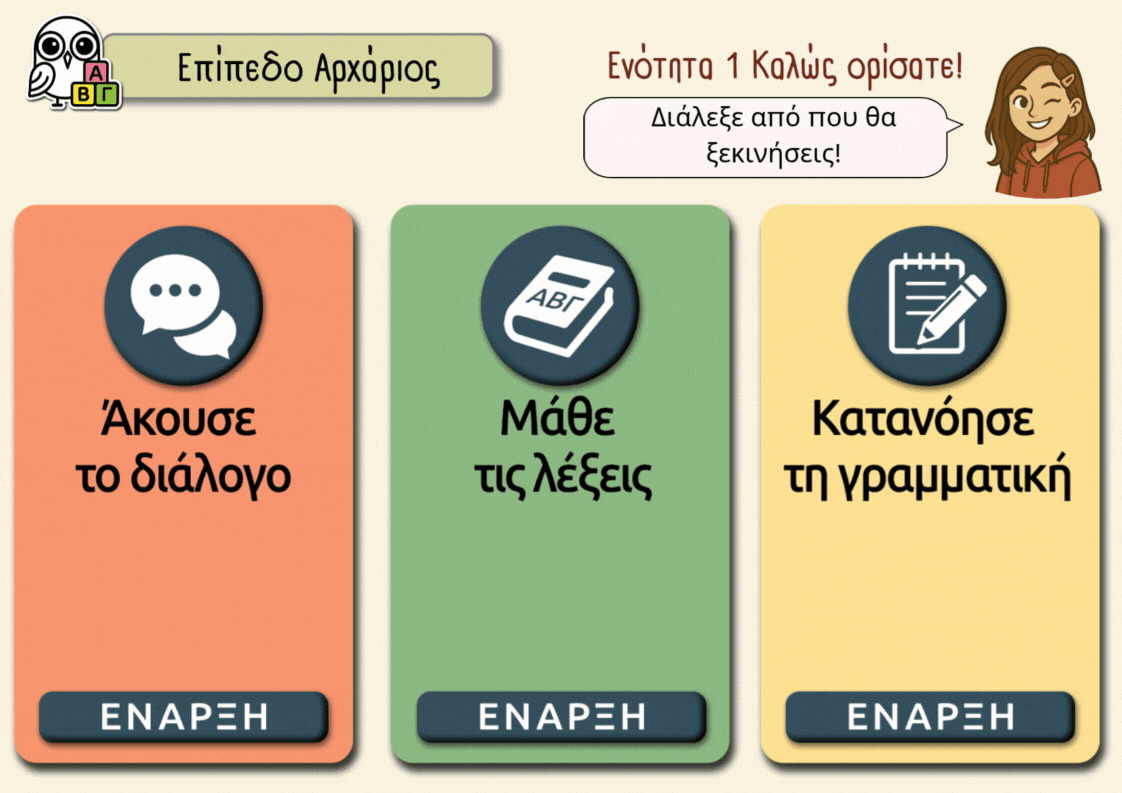 Α
Β Γ
Επίπεδο Αρχάριος
Ενότητα 1 Καλώς ορίσατε!
Διάλεξε από που θα
ξεκινήσεις!
Άκουσε
το διάλογο
ΕΝΑΡΞΗ
ΑΒΓ
Μάθε
τις λέξεις
ΕΝΑΡΞΗ
Κατανόησε
τη γραμματική
ΕΝΑΡΞΗ